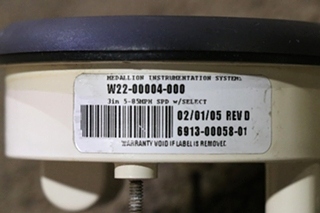 MEDALLION INSTRUMENTATION SYSTEMS
W22-00004-000
3in 5-85MPH SPD w/SELECT
02/01/05 REV D
6913-00058-01
WARRANTY VOID IF LABEL IS REMOVED